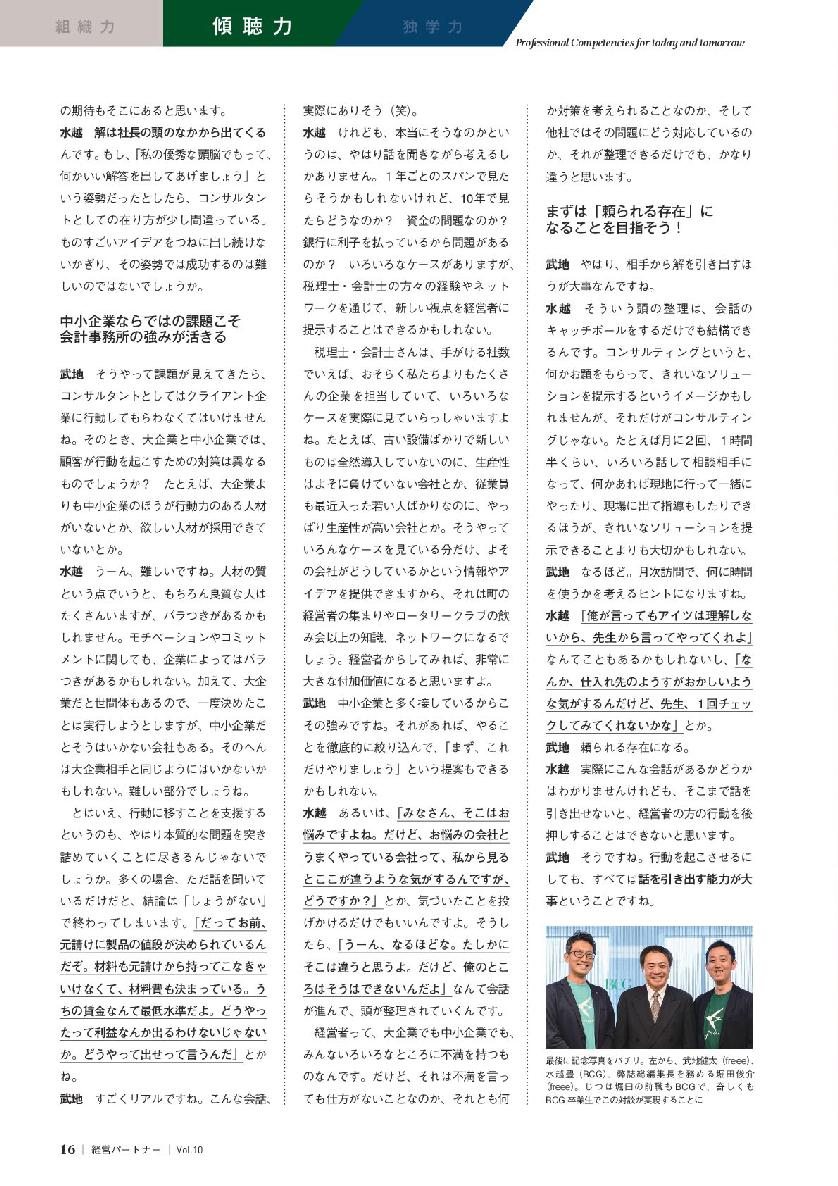 組織力
傾聴力
独学力
Professional Competencies for today and tomorrow
の期待もそこにあると思います。
水越　解は社長の頭のなかから出てくる
んです。もし、「私の優秀な頭脳でもって、
何かいい解答を出してあげましょう」と
いう姿勢だったとしたら、コンサルタン
トとしての在り方が少し間違っている。
ものすごいアイデアをつねに出し続けな
いかぎり、その姿勢では成功するのは難
しいのではないでしょうか。
中小企業ならではの課題こそ
会計事務所の強みが活きる
武地　そうやって課題が見えてきたら、
コンサルタントとしてはクライアント企
業に行動してもらわなくてはいけません
ね。そのとき、大企業と中小企業では、
顧客が行動を起こすための対策は異なる
ものでしょうか？　たとえば、大企業よ
りも中小企業のほうが行動力のある人材
がいないとか、欲しい人材が採用できて
いないとか。
水越　うーん、難しいですね。人材の質
という点でいうと、もちろん良質な人は
たくさんいますが、バラつきがあるかも
しれません。モチベーションやコミット
メントに関しても、企業によってはバラ
つきがあるかもしれない。加えて、大企
業だと世間体もあるので、一度決めたこ
とは実行しようとしますが、中小企業だ
とそうはいかない会社もある。そのへん
は大企業相手と同じようにはいかないか
もしれない。難しい部分でしょうね。
　とはいえ、行動に移すことを支援する
というのも、やはり本質的な問題を突き
詰めていくことに尽きるんじゃないで
しょうか。多くの場合、ただ話を聞いて
いるだけだと、結論は「しょうがない」
で終わってしまいます。「だってお前、
元請けに製品の値段が決められているん
だぞ。材料も元請けから持ってこなきゃ
いけなくて、材料費も決まっている。う
ちの賃金なんて最低水準だよ。どうやっ
たって利益なんか出るわけないじゃない
か。どうやって出せって言うんだ」とか
ね。
武地　すごくリアルですね。こんな会話、
実際にありそう（笑）。
水越　けれども、本当にそうなのかとい
うのは、やはり話を聞きながら考えるし
かありません。１年ごとのスパンで見た
らそうかもしれないけれど、10年で見
たらどうなのか？　資金の問題なのか？
銀行に利子を払っているから問題がある
のか？　いろいろなケースがありますが、
税理士・会計士の方々の経験やネット
ワークを通じて、新しい視点を経営者に
提示することはできるかもしれない。
　税理士・会計士さんは、手がける社数
でいえば、おそらく私たちよりもたくさ
んの企業を担当していて、いろいろな
ケースを実際に見ていらっしゃいますよ
ね。たとえば、古い設備ばかりで新しい
ものは全然導入していないのに、生産性
はよそに負けていない会社とか、従業員
も最近入った若い人ばかりなのに、やっ
ぱり生産性が高い会社とか。そうやって
いろんなケースを見ている分だけ、よそ
の会社がどうしているかという情報やア
イデアを提供できますから、それは町の
経営者の集まりやロータリークラブの飲
み会以上の知識、ネットワークになるで
しょう。経営者からしてみれば、非常に
大きな付加価値になると思いますよ。
武地　中小企業と多く接しているからこ
その強みですね。それがあれば、やるこ
とを徹底的に絞り込んで、「まず、これ
だけやりましょう」という提案もできる
かもしれない。
水越　あるいは、「みなさん、そこはお
悩みですよね。だけど、お悩みの会社と
うまくやっている会社って、私から見る
とここが違うような気がするんですが、
どうですか？」とか、気づいたことを投
げかけるだけでもいいんですよ。そうし
たら、「うーん、なるほどな。たしかに
そこは違うと思うよ。だけど、俺のとこ
ろはそうはできないんだよ」なんて会話
が進んで、頭が整理されていくんです。
　経営者って、大企業でも中小企業でも、
みんないろいろなところに不満を持つも
のなんです。だけど、それは不満を言っ
ても仕方がないことなのか、それとも何
か対策を考えられることなのか、そして
他社ではその問題にどう対応しているの
か、それが整理できるだけでも、かなり
違うと思います。
まずは「頼られる存在」に
なることを目指そう！
武地　やはり、相手から解を引き出すほ
うが大事なんですね。
水越　そういう頭の整理は、会話の
キャッチボールをするだけでも結構でき
るんです。コンサルティングというと、
何かお題をもらって、きれいなソリュー
ションを提示するというイメージかもし
れませんが、それだけがコンサルティン
グじゃない。たとえば月に２回、１時間
半くらい、いろいろ話して相談相手に
なって、何かあれば現地に行って一緒に
やったり、現場に出て指導もしたりでき
るほうが、きれいなソリューションを提
示できることよりも大切かもしれない。
武地　なるほど。月次訪問で、何に時間
を使うかを考えるヒントになりますね。
水越　「俺が言ってもアイツは理解しな
いから、先生から言ってやってくれよ」
なんてこともあるかもしれないし、「な
んか、仕入れ先のようすがおかしいよう
な気がするんだけど、先生、１回チェッ
クしてみてくれないかな」とか。
武地　頼られる存在になる。
水越　実際にこんな会話があるかどうか
はわかりませんけれども、そこまで話を
引き出せないと、経営者の方の行動を後
押しすることはできないと思います。
武地　そうですね。行動を起こさせるに
しても、すべては話を引き出す能力が大
事ということですね。
BCG
最後に記念写真をパチリ。左から、武地健太（freee）、
水越豊（BCG）、弊誌総編集長を務める堀田俊介
（freee）。じつは堀田の前職もBCGで、奇しくも
BCG卒業生でこの対談が実現することに
16 | 経営パートナー | Vol.10